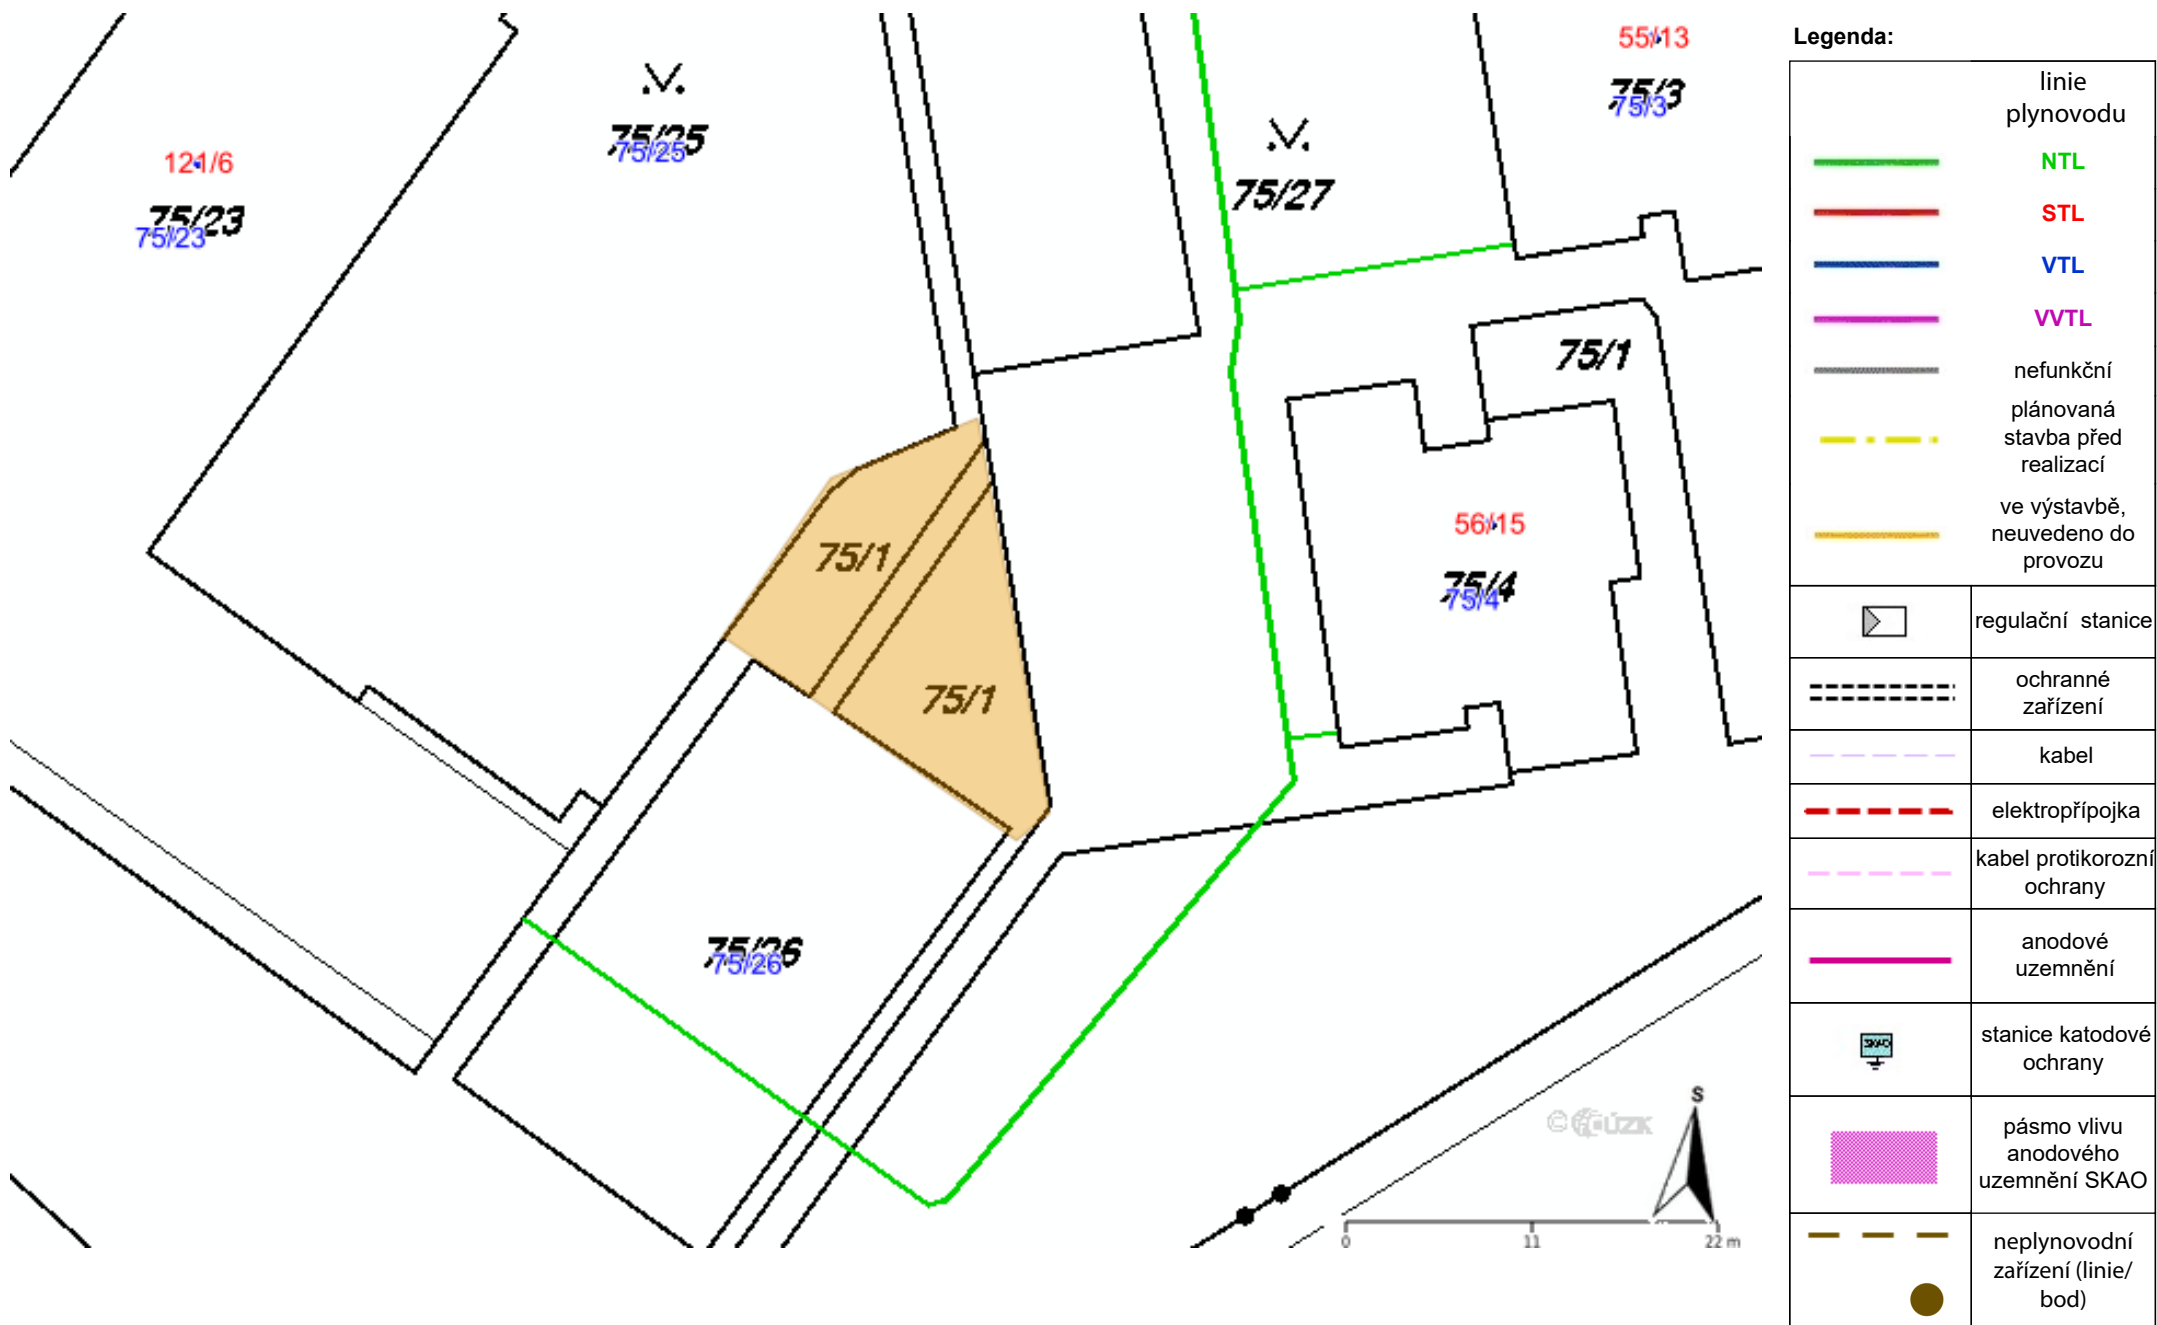 55/13
75/3
75/3
75/25
75/25
121/6
75/23
75/23
75/27
75/1
56/15
75/4
75/4
75/1
75/1
75/26
75/26
S
©
ČÚZK
0
11
22 m
Legenda:
linie
plynovodu
NTL
STL
VTL
VVTL
nefunkční
plánovaná
stavba před
realizací
ve výstavbě,
neuvedeno do
provozu
regulační stanice
ochranné
zařízení
kabel
elektropřípojka
kabel protikorozní
ochrany
anodové
uzemnění
SKAO
stanice katodové
ochrany
pásmo vlivu
anodového
uzemnění SKAO
neplynovodní
zařízení (linie/
bod)